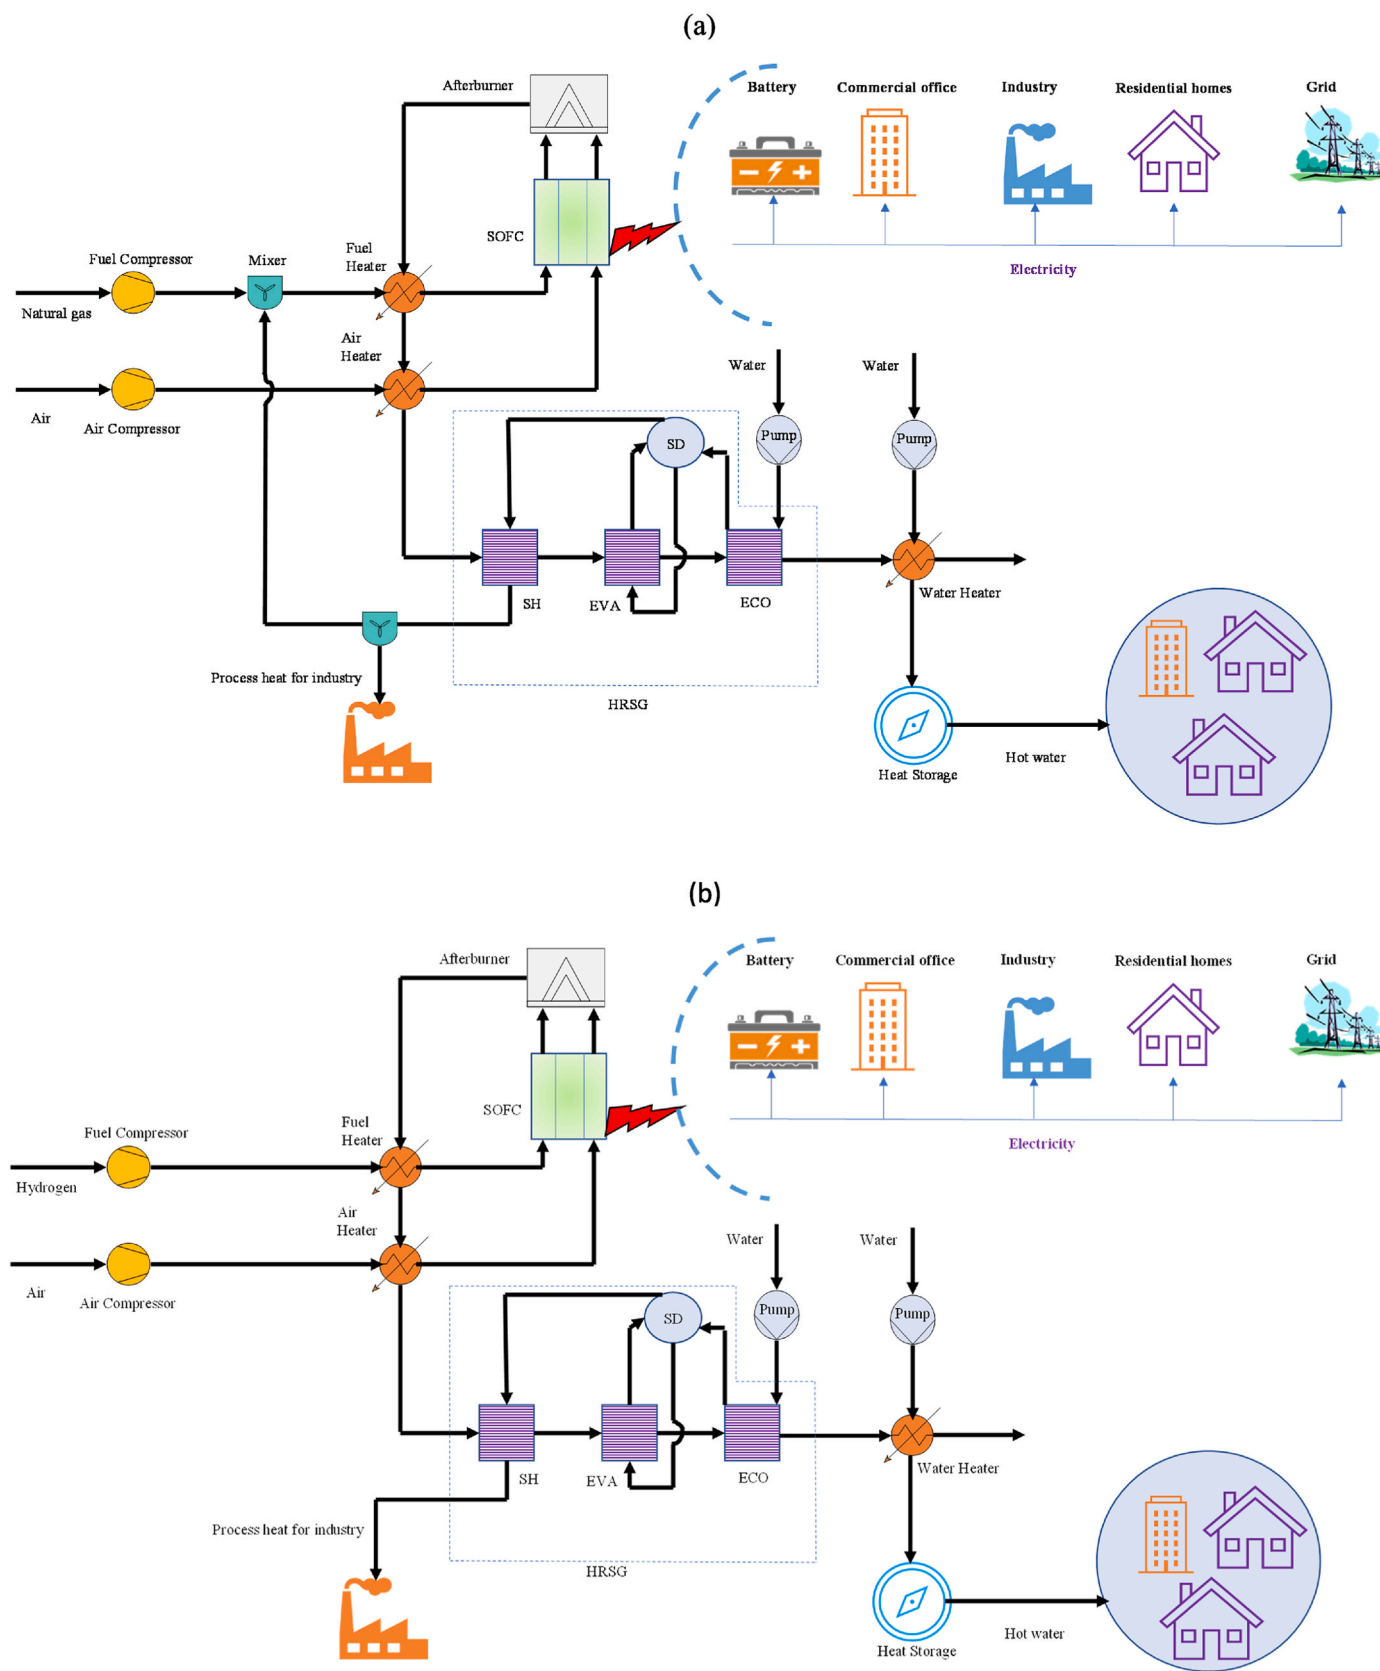 (a)
Afterburner
Battery
Commercial office
Industry
Residential homes
Grid
SOFC
Fuel
Heater
Fuel Compressor
Mixer
Electricity
Natural gas
Air
Heater
Water
Water
Air
Air Compressor
SD
Pump
Pump
SH
EVA
ECO
Water Heater
Process heat for industry
HRSG
Heat Storage
Hot water
(b)
Afterburner
Battery
Commercial office
Industry
Residential homes
Grid
SOFC
Fuel
Heater
Fuel Compressor
Electricity
Hydrogen
Air
Heater
Water
Water
Air
Air Compressor
SD
Pump
Pump
SH
EVA
ECO
Water Heater
Process heat for industry
HRSG
Heat Storage
Hot water